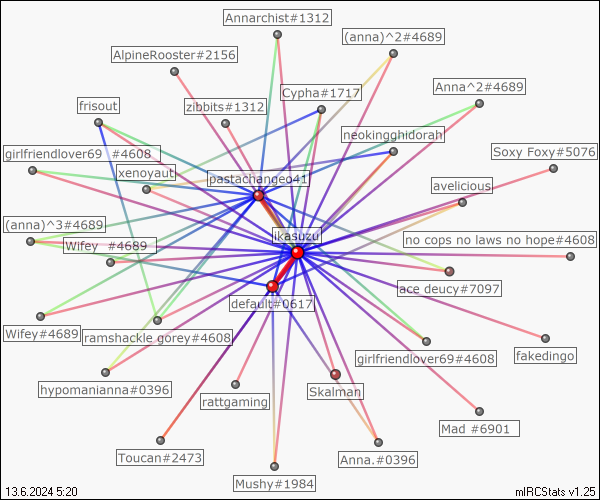 Annarchist#1312
(anna)^2#4689
AlpineRooster#2156
Anna^2#4689
Cypha#1717
frisout
zibbits#1312
neokingghidorah
girlfriendlover69 #4608
Soxy Foxy#5076
xenoyaut
pastachaneo41
avelicious
(anna)^3#4689
ikasuzu
Wifey #4689
no cops no laws no hope#4608
ace deucy#7097
default#0617
Wifey#4689
ramshackle gorey#4608
girlfriendlover69#4608
fakedingo
hypomanianna#0396
rattgaming
Skalman
Mad #6901
Toucan#2473
Anna.#0396
Mushy#1984
13.6.2024 5:20
mIRCStats v1.25